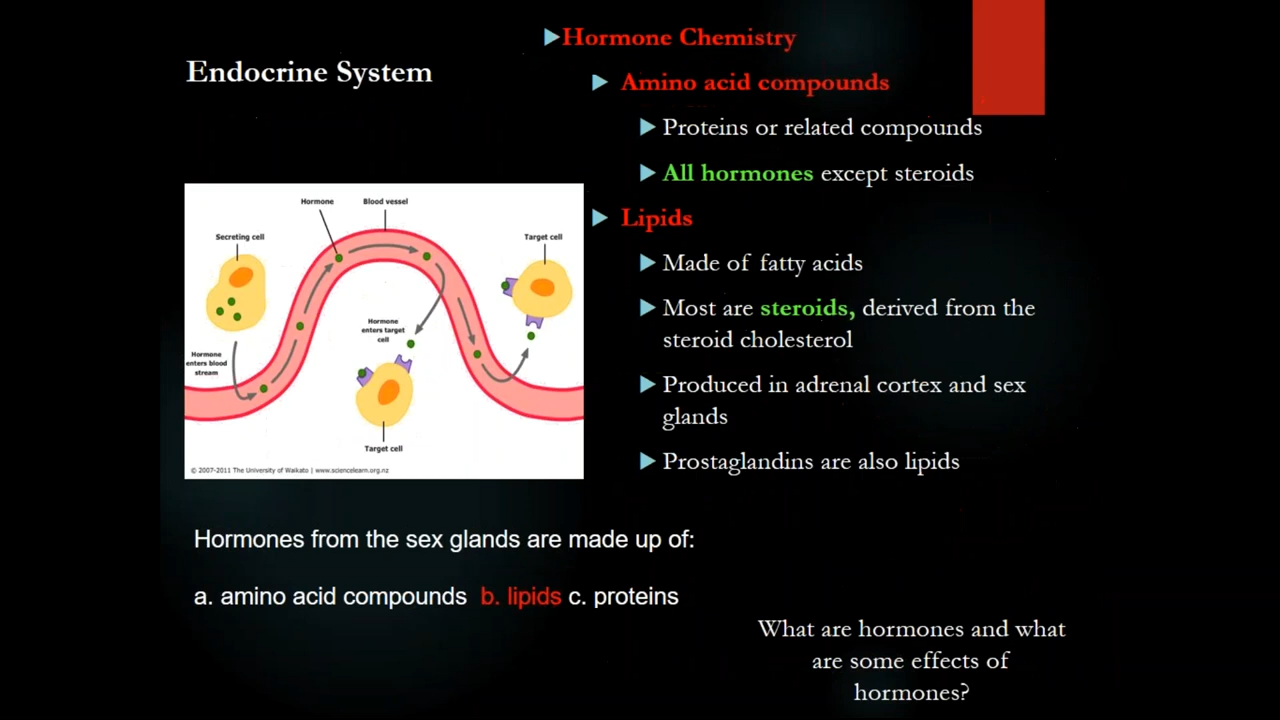 Endocrine System
Hormone Chemistry
Amino acid compounds
Proteins or related compounds
All hormones except steroids
Lipids
Made of fatty acids
Most are steroids, derived from the
steroid cholesterol
Produced in adrenal cortex and sex
glands
Prostaglandins are also lipids
Hormone
Blood vessel
Secreting cell
Target cell
Hormone
enters target
cell
Hormone
enters blood
stream
Target cell
© 2007-2011 The University of Waikato | www.sciencelearn.org.nz
Hormones from the sex glands are made up of:
a. amino acid compounds b. lipids c. proteins
What are hormones and what
are some effects of
hormones?